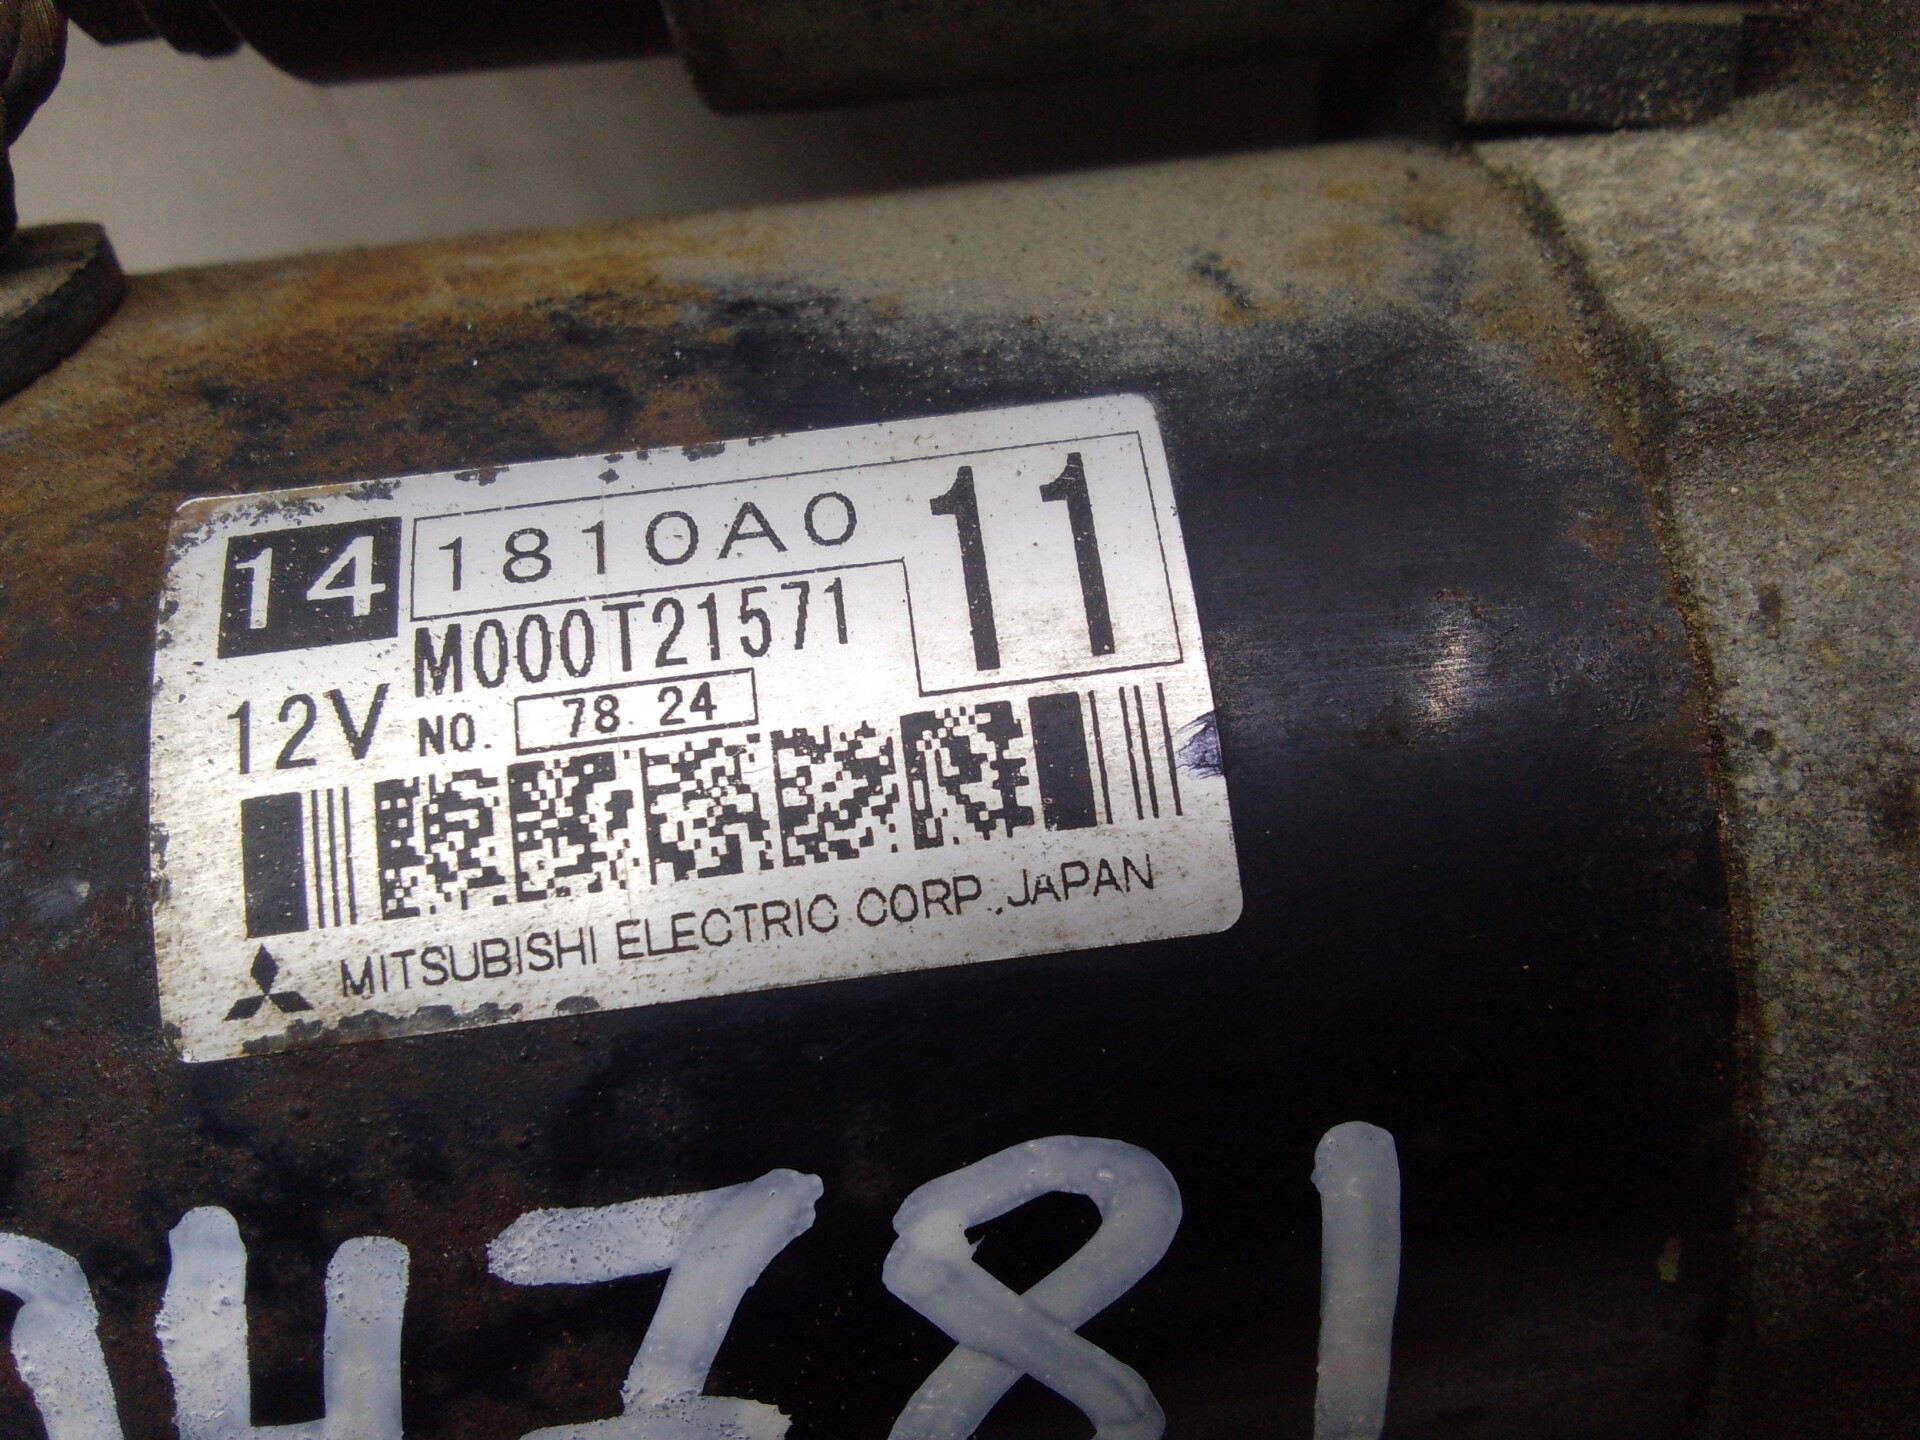 14 1810A0 11
M000T21571
12V NO. 78 24
MITSUBISHI ELECTRIC CORP. JAPAN